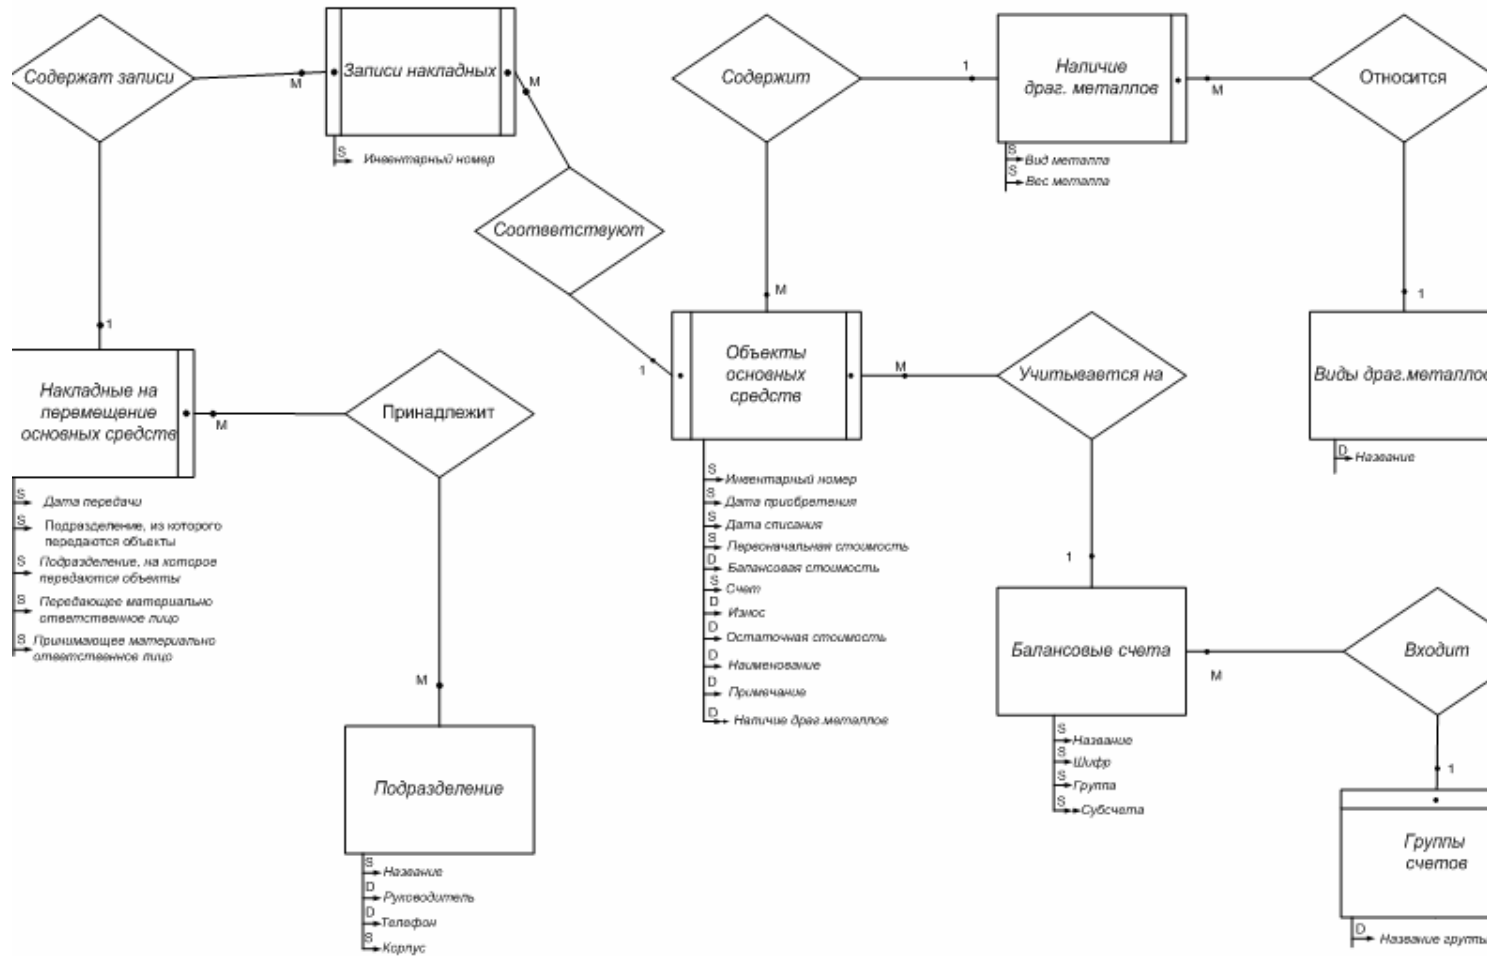 Содержат записи
М
Записи накладных
М
S
Инвентарный номер
Соответствуют
1
Содержит
1
Наличие
драг. металлов
М
Относится
S
Вид металла
S
Вес металла
М
1
1
Накладные на
перемещение
основных средств
М
Принадлежит
Объекты
основных
средств
М
Учитывается на
Виды драг.металлов
D
Название
S
Дата передачи
S
Подразделение, из которого
передаются объекты
S
Подразделение, на которое
передаются объекты
S
Передающее материально
ответственное лицо
S
Принимающее материально
ответственное лицо
S
Инвентарный номер
S
Дата приобретения
S
Дата списания
S
Первоначальная стоимость
D
Балансовая стоимость
S
Счет
D
Износ
D
Остаточная стоимость
D
Наименование
D
Примечание
D
Наличие драг.металлов
1
М
Подразделение
S
Название
D
Руководитель
D
Телефон
S
Корпус
Балансовые счета
М
Входит
S
Название
S
Шифр
S
Группа
S
Субсчета
1
Группы
счетов
D
Название группы